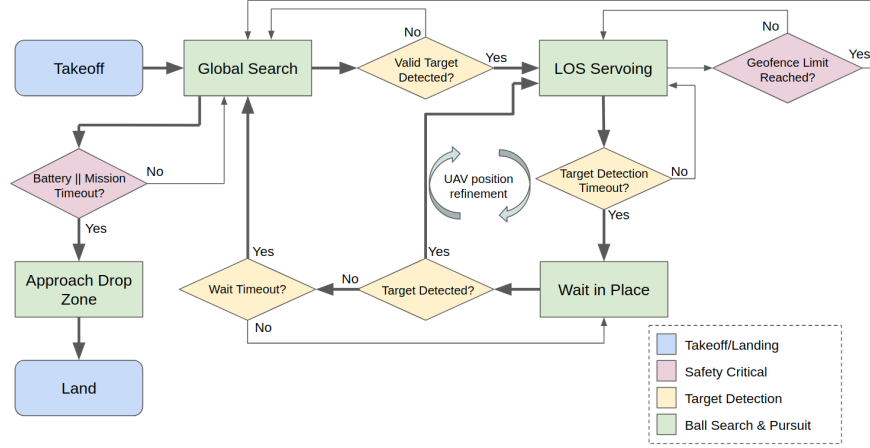 Takeoff
Global Search
No
Valid Target
Detected?
Yes
LOS Servoing
No
Geofence Limit
Reached?
Yes
Battery || Mission
Timeout?
No
Yes
UAV position
refinement
Target Detection
Timeout?
No
Yes
Approach Drop
Zone
Yes
Wait Timeout?
No
No
Yes
Target Detected?
Wait in Place
Land
Takeoff/Landing
Safety Critical
Target Detection
Ball Search & Pursuit